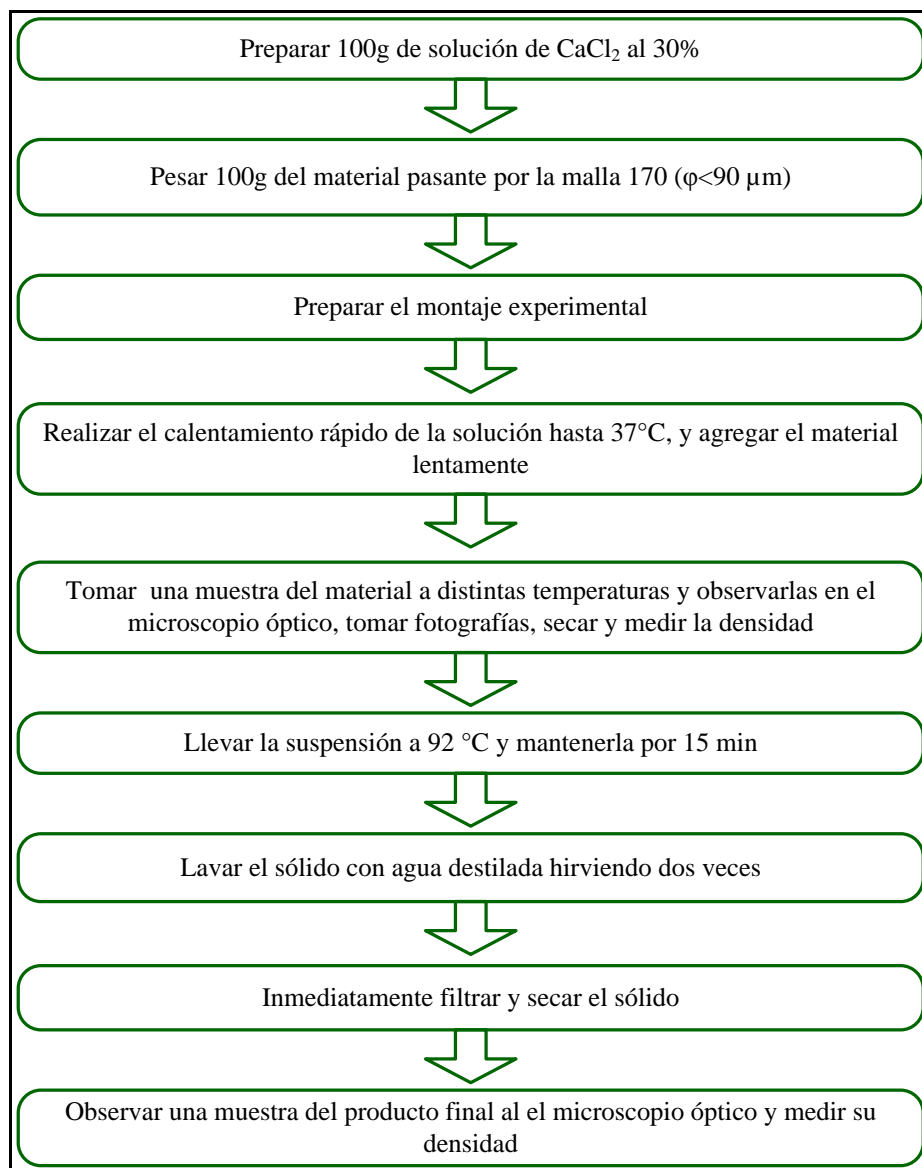 Preparar 100g de solución de CaCl₂ al 30%
Pesar 100g del material pasante por la malla 170 (φ<90 µm)
Preparar el montaje experimental
Realizar el calentamiento rápido de la solución hasta 37°C, y agregar el material
lentamente
Tomar una muestra del material a distintas temperaturas y observarlas en el
microscopio óptico, tomar fotografías, secar y medir la densidad
Llevar la suspensión a 92 °C y mantenerla por 15 min
Lavar el sólido con agua destilada hirviendo dos veces
Inmediatamente filtrar y secar el sólido
Observar una muestra del producto final al el microscopio óptico y medir su
densidad